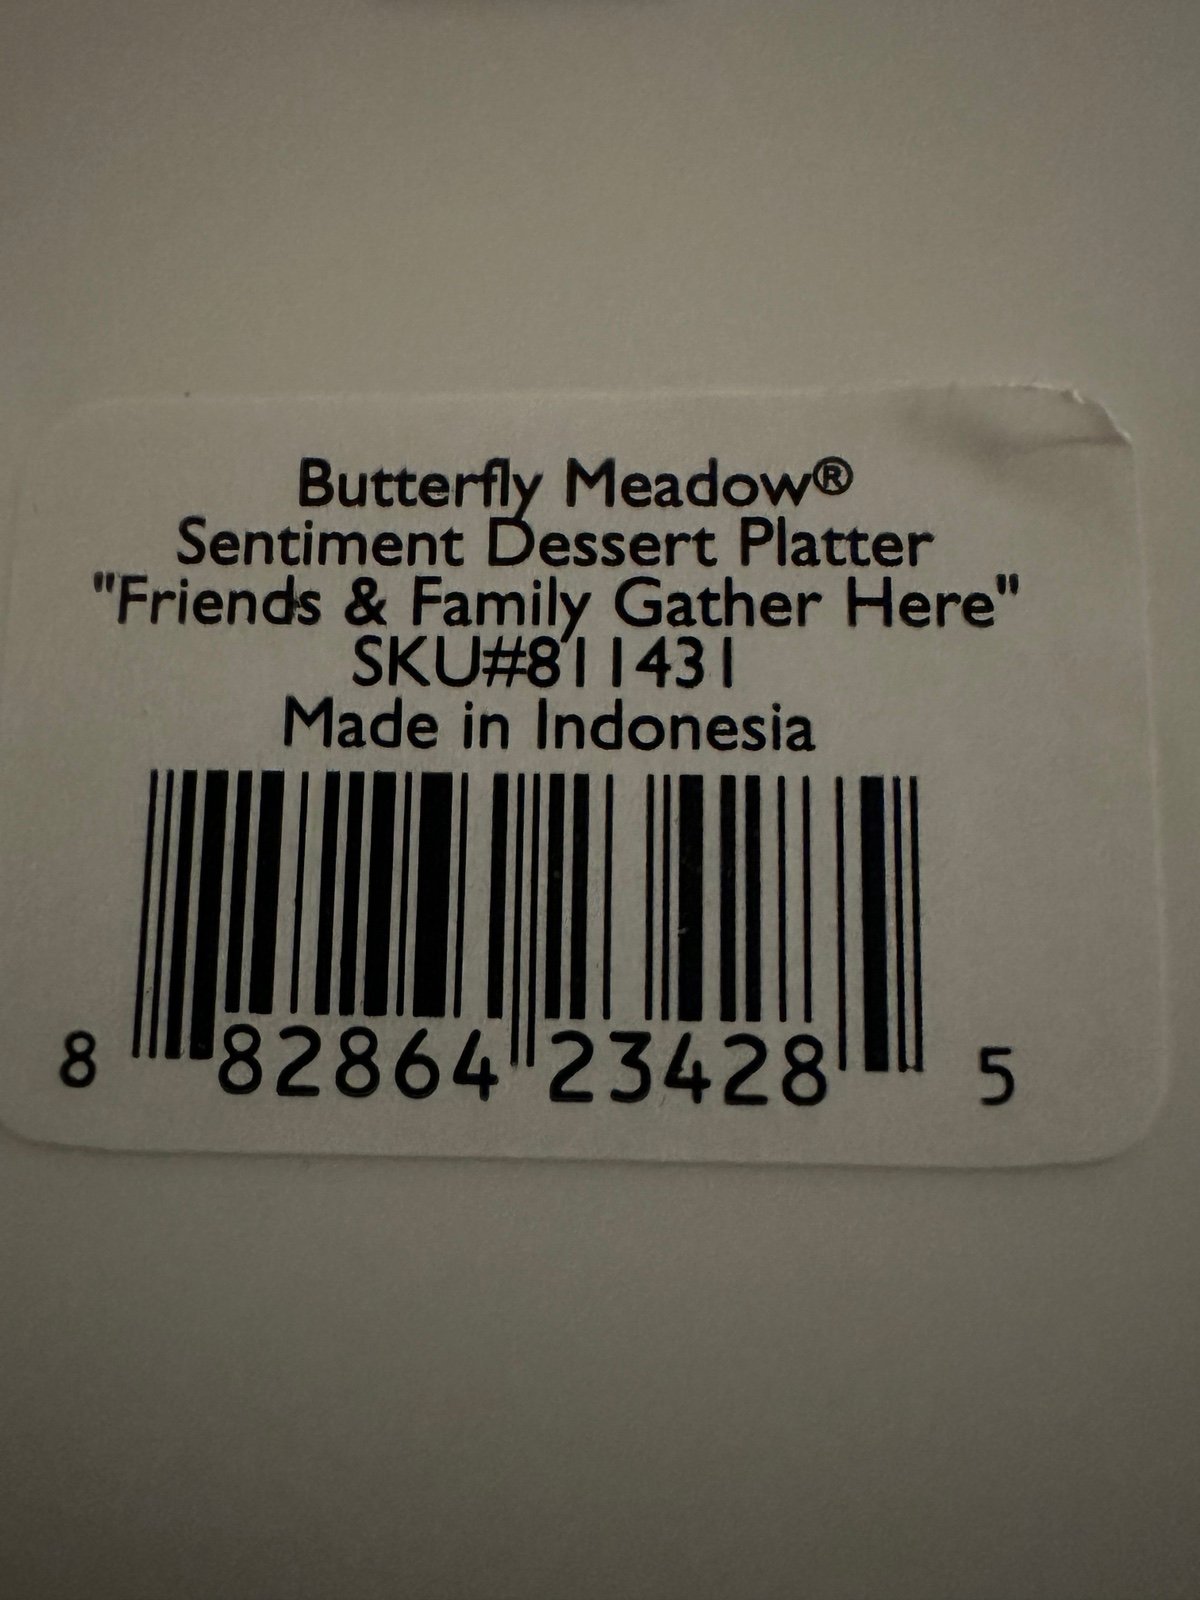 Butterfly Meadow®
Sentiment Dessert Platter
"Friends & Family Gather Here"
SKU#811431
Made in Indonesia
8 82864 23428 5